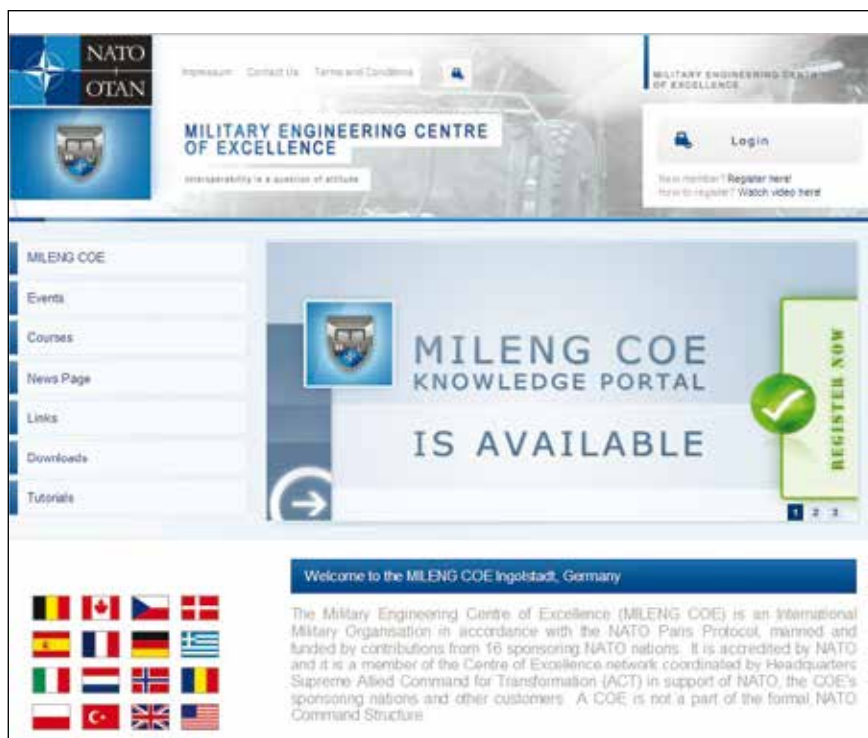 NATO
OTAN
Impressum Contact Us Terms and Conditions
MILITARY ENGINEERING CENTRE
OF EXCELLENCE
MILITARY ENGINEERING CENTRE
OF EXCELLENCE
Interoperability is a question of attitude
Login
New member? Register here!
How to register? Watch video here!
MILENG COE
Events
Courses
News Page
Links
Downloads
Tutorials
MILENG COE
KNOWLEDGE PORTAL
IS AVAILABLE
REGISTER NOW
1 2 3
Welcome to the MILENG COE Ingolstadt, Germany
The Military Engineering Centre of Excellence (MILENG COE) is an International
Military Organisation in accordance with the NATO Paris Protocol, manned and
funded by contributions from 16 sponsoring NATO nations. It is accredited by NATO
and it is a member of the Centre of Excellence network coordinated by Headquarters
Supreme Allied Command for Transformation (ACT) in support of NATO, the COE's
sponsoring nations and other customers. A COE is not a part of the formal NATO
Command Structure